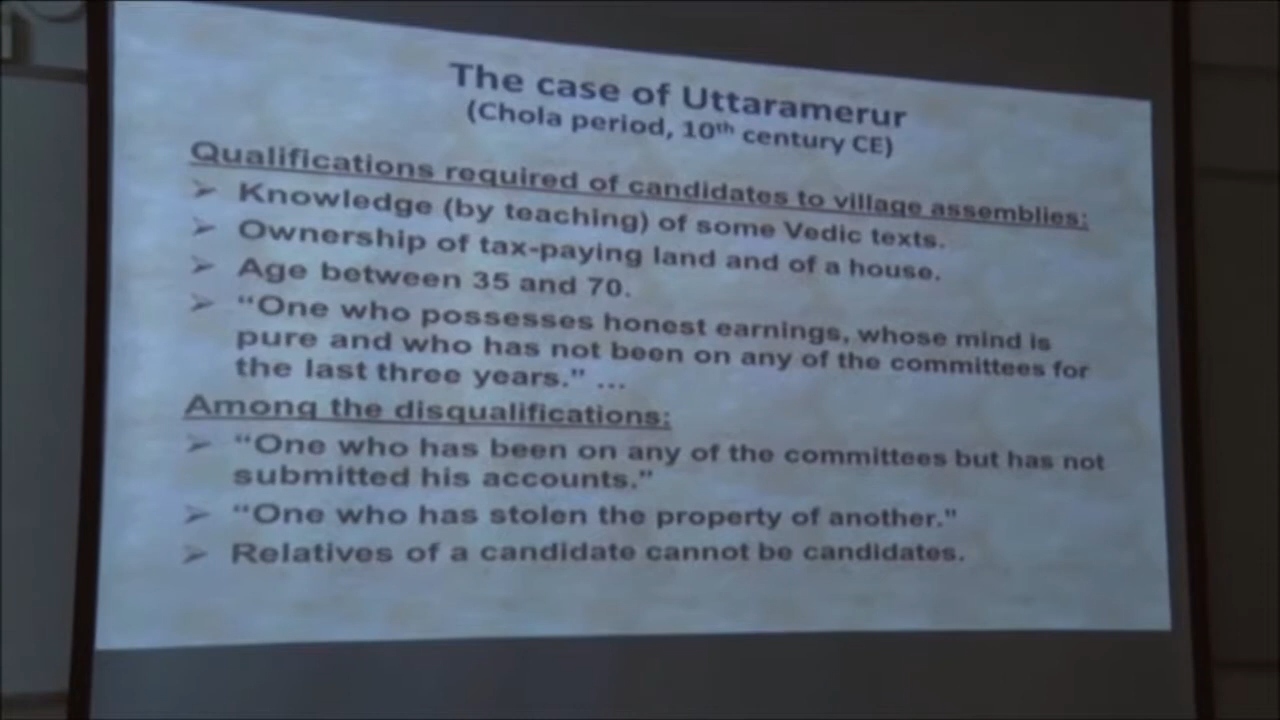 The case of Uttaramerur
(Chola period, 10th century CE)
Qualifications required of candidates to village assemblies:
➢ Knowledge (by teaching) of some Vedic texts.
➢ Ownership of tax-paying land and of a house.
➢ Age between 35 and 70.
➢ “One who possesses honest earnings, whose mind is
pure and who has not been on any of the committees for
the last three years.” ...
Among the disqualifications:
➢ “One who has been on any of the committees but has not
submitted his accounts.”
➢ “One who has stolen the property of another.”
➢ Relatives of a candidate cannot be candidates.